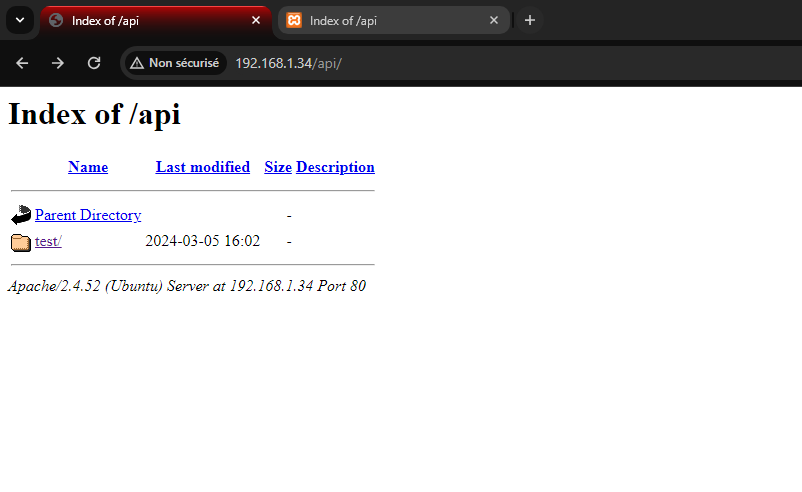 Index of /api
Index of /api
Non sécurisé 192.168.1.34/api/
Index of /api
Name Last modified Size Description
Parent Directory -
test/ 2024-03-05 16:02 -
Apache/2.4.52 (Ubuntu) Server at 192.168.1.34 Port 80